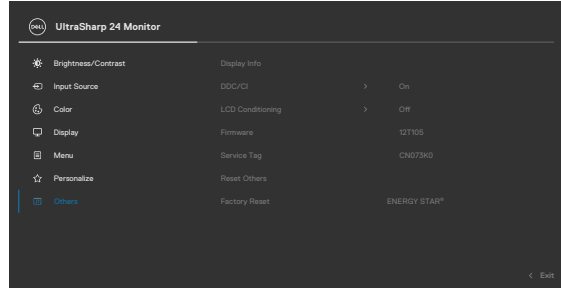 DELL UltraSharp 24 Monitor
Brightness/Contrast Display Info
Input Source DDC/CI > On
Color LCD Conditioning > Off
Display Firmware 12T105
Menu Service Tag CN073K0
Personalize Reset Others
Others Factory Reset ENERGY STAR®
< Exit